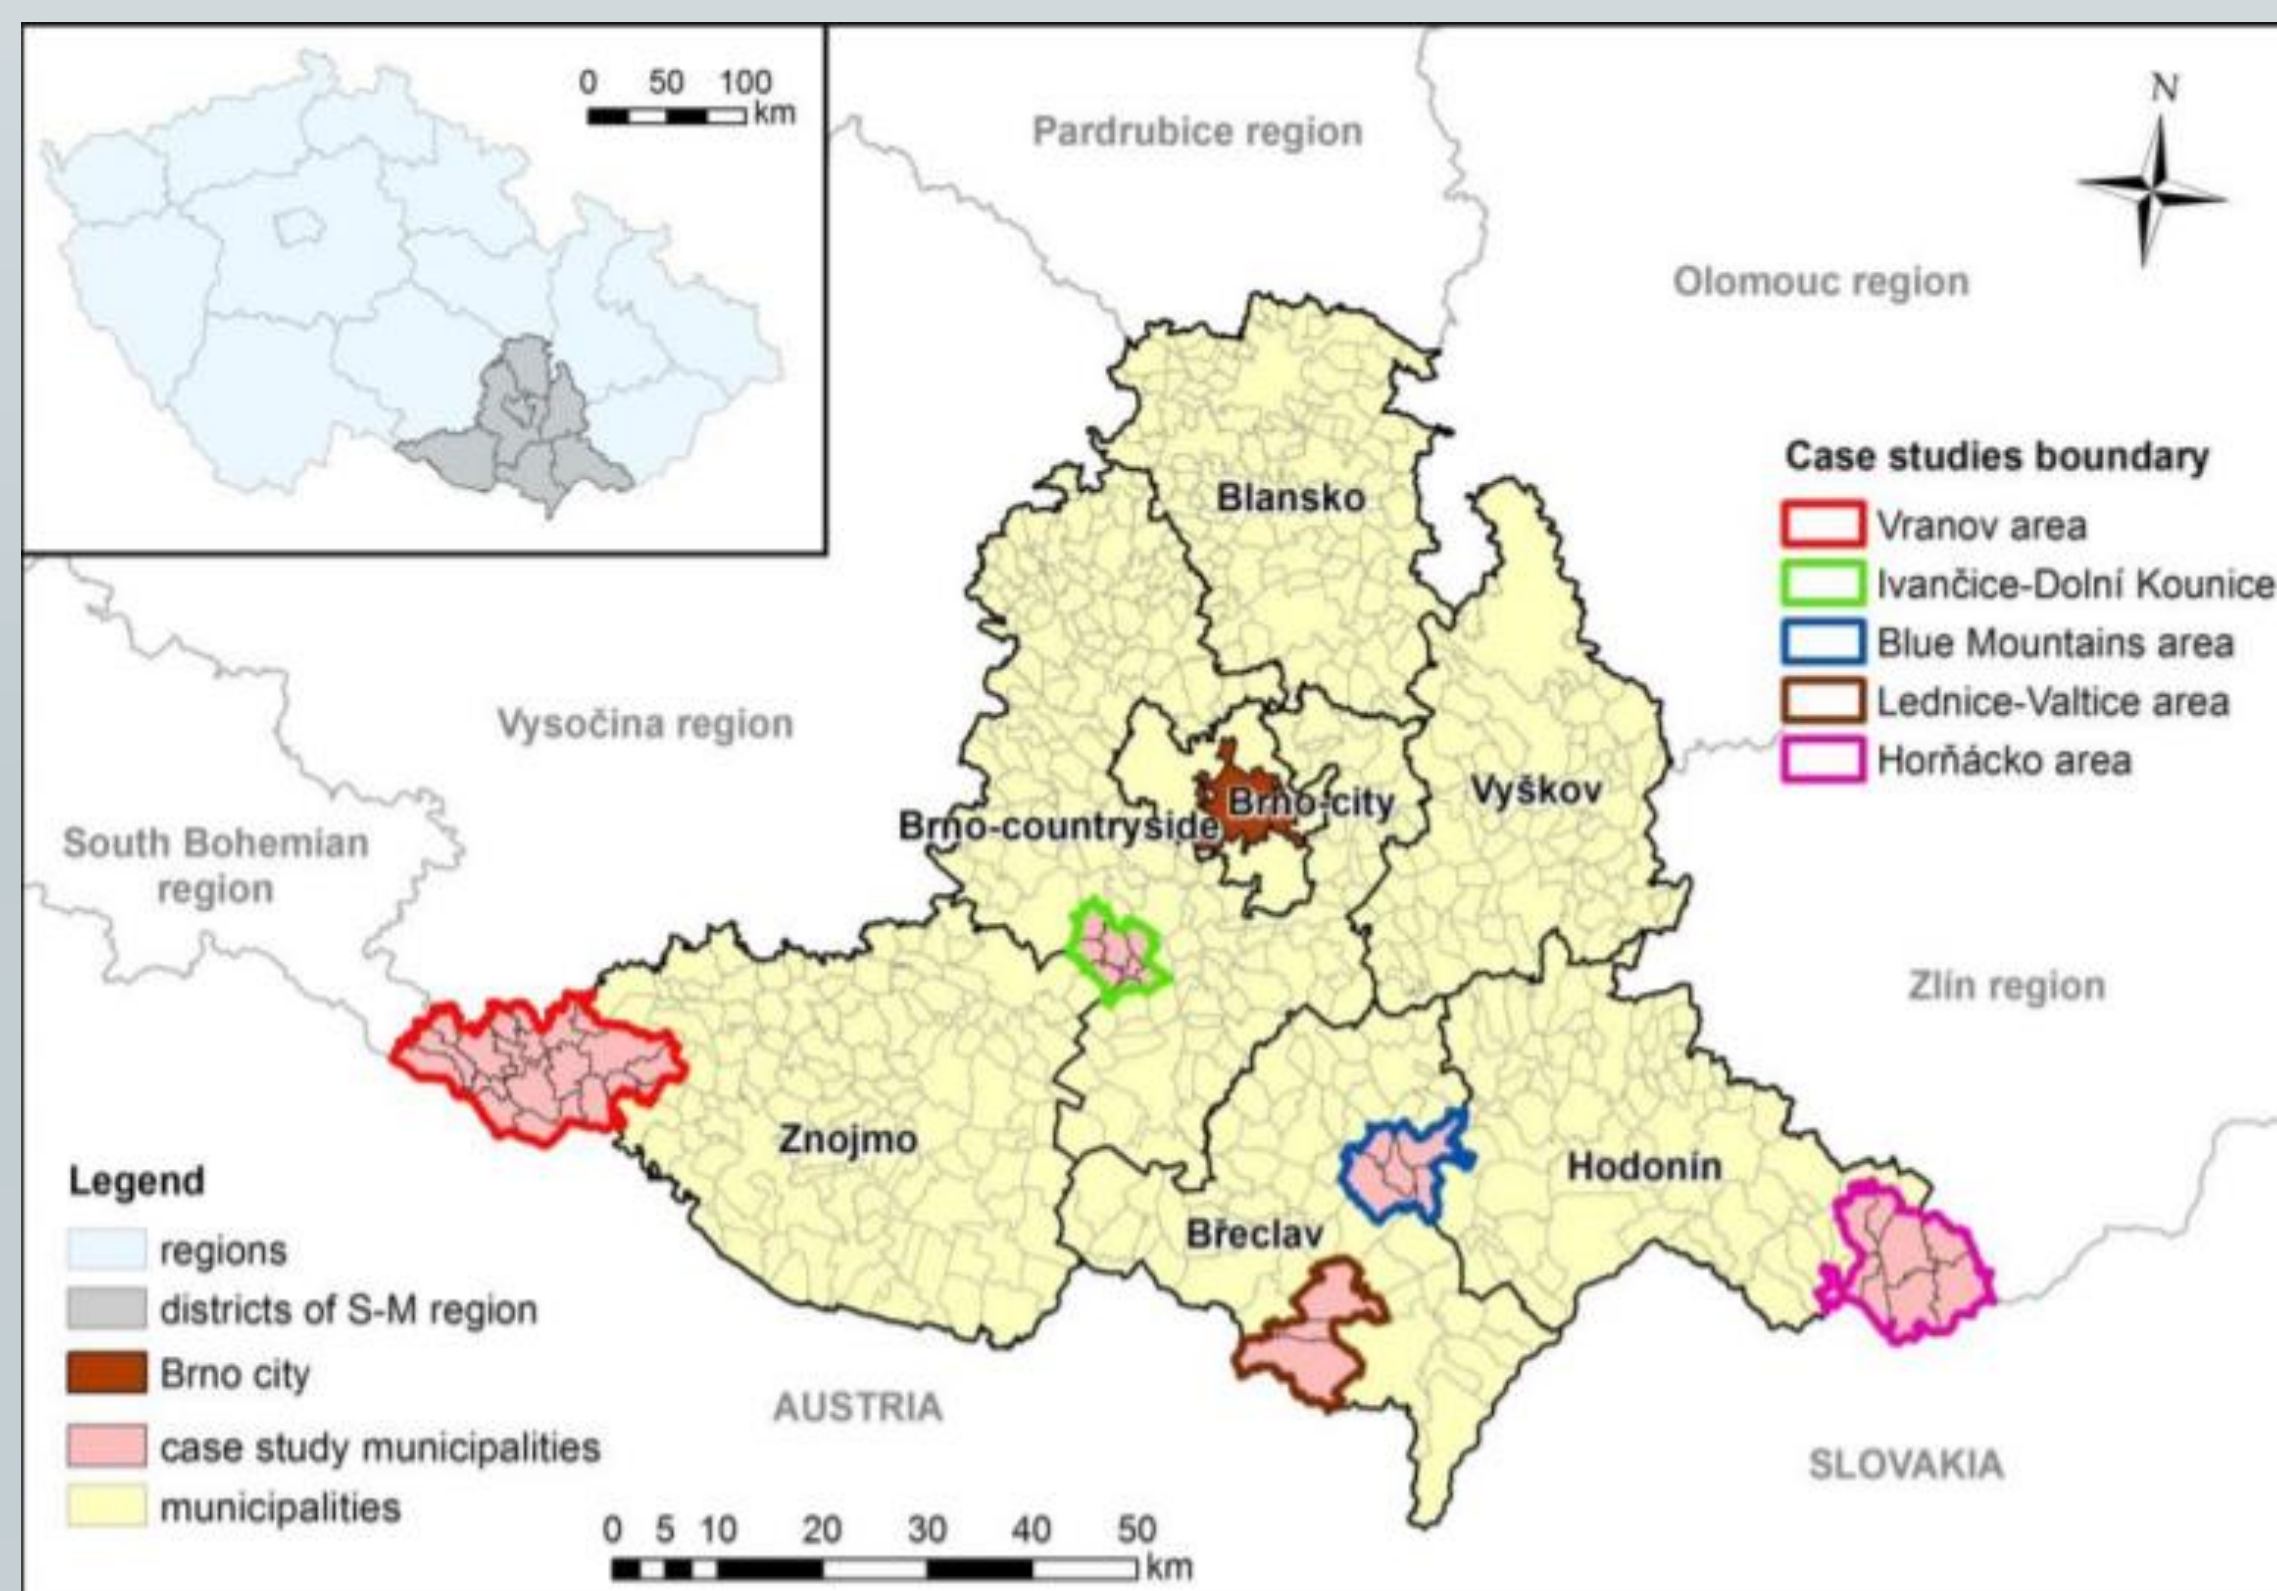 0 50 100
km
N
Pardrubice region
Olomouc region
Case studies boundary
Vranov area
Ivančice-Dolní Kounice
Blue Mountains area
Lednice-Valtice area
Horňácko area
Blansko
Vysočina region
Brno-city
Vyškov
Brno-countryside
South Bohemian
region
Zlín region
Znojmo
Hodonín
Břeclav
Legend
regions
districts of S-M region
Brno city
case study municipalities
municipalities
AUSTRIA
SLOVAKIA
0 5 10 20 30 40 50
km